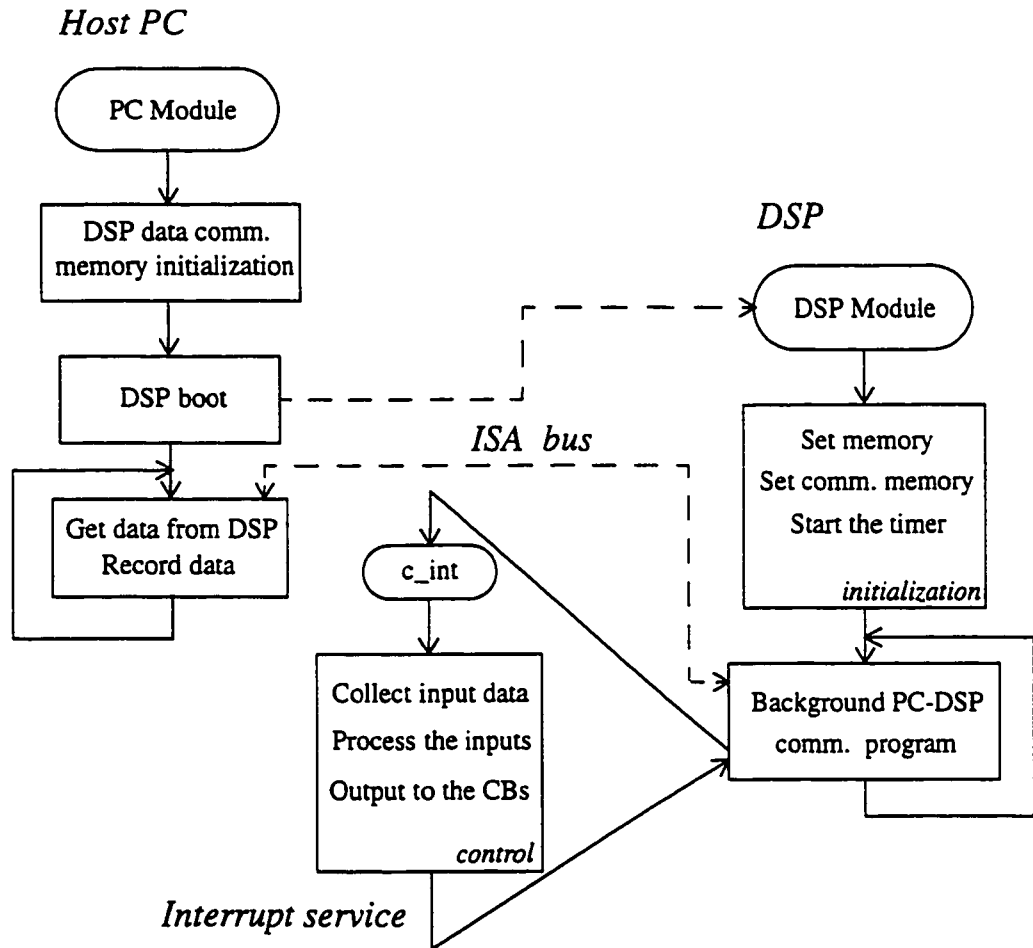 Host PC
PC Module
DSP data comm.
memory initialization
DSP boot
Get data from DSP
Record data
ISA bus
DSP
DSP Module
Set memory
Set comm. memory
Start the timer
initialization
Background PC-DSP
comm. program
c_int
Collect input data
Process the inputs
Output to the CBs
control
Interrupt service